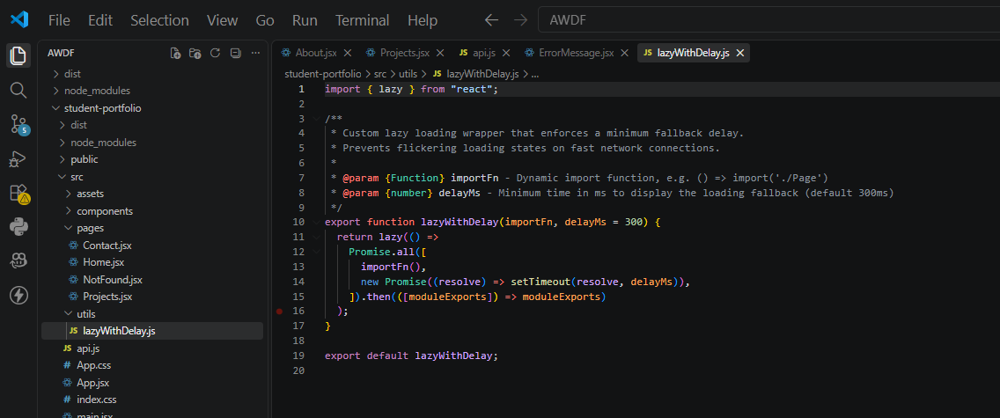 File Edit Selection View Go Run Terminal Help ← → AWDF
AWDF ...
About.jsx Projects.jsx JS api.js ErrorMessage.jsx JS lazyWithDelay.js
dist
node_modules
student-portfolio
dist
node_modules
public
src
assets
components
pages
Contact.jsx
Home.jsx
NotFound.jsx
Projects.jsx
utils
JS lazyWithDelay.js
JS api.js
# App.css
App.jsx
# index.css
main.jsx
student-portfolio > src > utils > JS lazyWithDelay.js > ...
1 import { lazy } from "react";
2
3 /**
4  * Custom lazy loading wrapper that enforces a minimum fallback delay.
5  * Prevents flickering loading states on fast network connections.
6  *
7  * @param {Function} importFn - Dynamic import function, e.g. () => import('./Page')
8  * @param {number} delayMs - Minimum time in ms to display the loading fallback (default 300ms)
9  */
10 export function lazyWithDelay(importFn, delayMs = 300) {
11   return lazy(() =>
12     Promise.all([
13       importFn(),
14       new Promise((resolve) => setTimeout(resolve, delayMs)),
15     ]).then(([moduleExports]) => moduleExports)
16   );
17 }
18
19 export default lazyWithDelay;
20